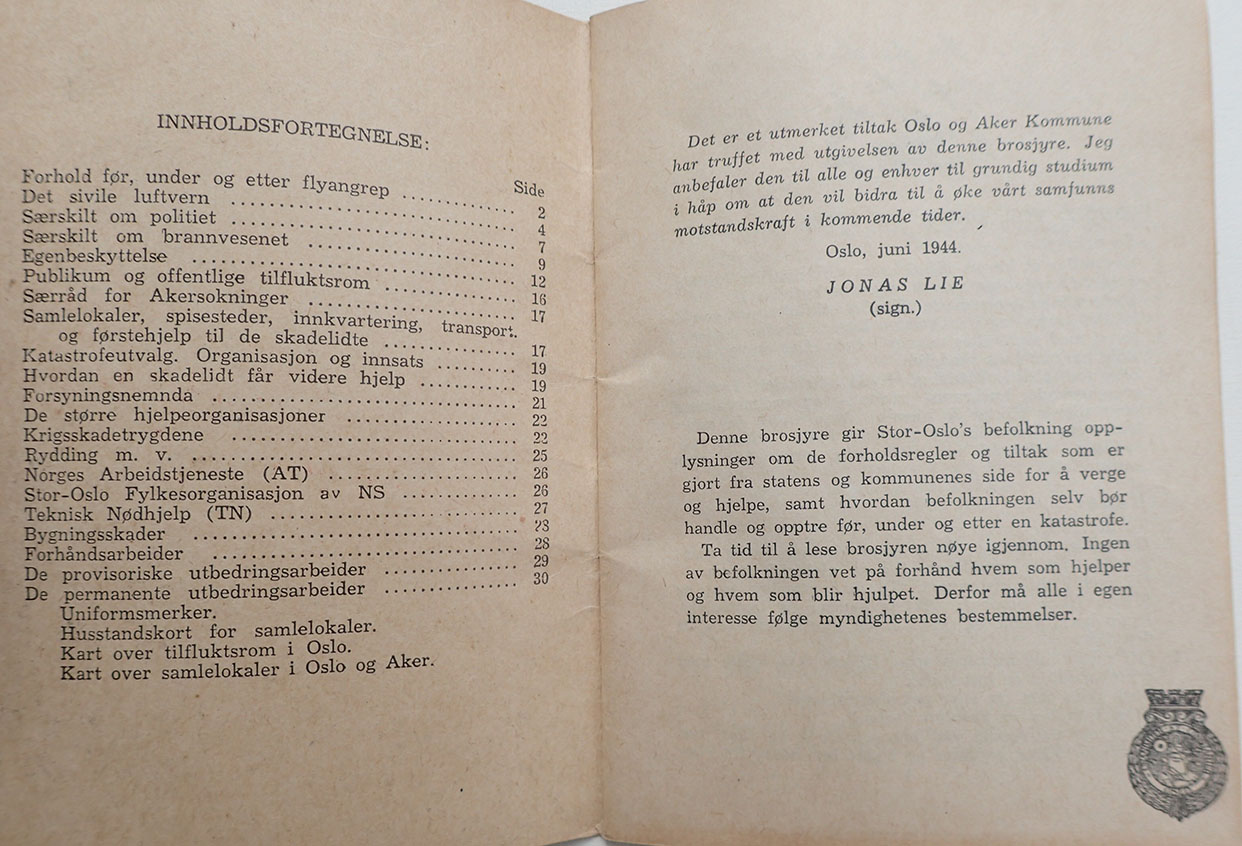 INNHOLDSFORTEGNELSE:
Side
Forhold før, under og etter flyangrep .......... 2
Det sivile luftvern .......... 4
Særskilt om politiet .......... 7
Særskilt om brannvesenet .......... 9
Egenbeskyttelse .......... 12
Publikum og offentlige tilfluktsrom .......... 16
Særråd for Akersokninger .......... 17
Samlelokaler, spisesteder, innkvartering, transport.
og førstehjelp til de skadelidte .......... 17
Katastrofeutvalg. Organisasjon og innsats .......... 19
Hvordan en skadelidt får videre hjelp .......... 19
Forsyningsnemnda .......... 21
De større hjelpeorganisasjoner .......... 22
Krigsskadetrygdene .......... 22
Rydding m. v. .......... 25
Norges Arbeidstjeneste (AT) .......... 26
Stor-Oslo Fylkesorganisasjon av NS .......... 26
Teknisk Nødhjelp (TN) .......... 27
Bygningsskader .......... 28
Forhåndsarbeider .......... 28
De provisoriske utbedringsarbeider .......... 29
De permanente utbedringsarbeider .......... 30
Uniformsmerker.
Husstandskort for samlelokaler.
Kart over tilfluktsrom i Oslo.
Kart over samlelokaler i Oslo og Aker.
Det er et utmerket tiltak Oslo og Aker Kommune
har truffet med utgivelsen av denne brosjyre. Jeg
anbefaler den til alle og enhver til grundig studium
i håp om at den vil bidra til å øke vårt samfunns
motstandskraft i kommende tider.
Oslo, juni 1944.
JONAS LIE
(sign.)
Denne brosjyre gir Stor-Oslo's befolkning opp-
lysninger om de forholdsregler og tiltak som er
gjort fra statens og kommunenes side for å verge
og hjelpe, samt hvordan befolkningen selv bør
handle og opptre før, under og etter en katastrofe.
Ta tid til å lese brosjyren nøye igjennom. Ingen
av befolkningen vet på forhånd hvem som hjelper
og hvem som blir hjulpet. Derfor må alle i egen
interesse følge myndighetenes bestemmelser.